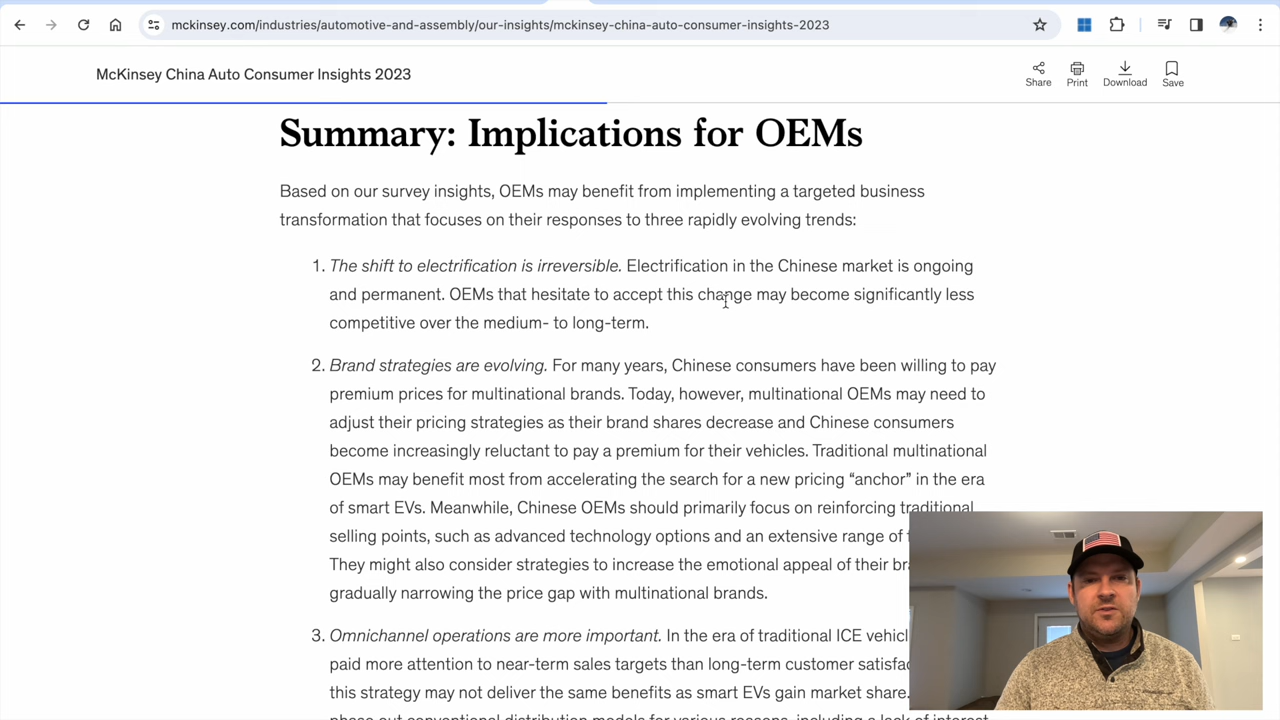 mckinsey.com/industries/automotive-and-assembly/our-insights/mckinsey-china-auto-consumer-insights-2023
McKinsey China Auto Consumer Insights 2023
Share Print Download Save
Summary: Implications for OEMs
Based on our survey insights, OEMs may benefit from implementing a targeted business
transformation that focuses on their responses to three rapidly evolving trends:
1. The shift to electrification is irreversible. Electrification in the Chinese market is ongoing
and permanent. OEMs that hesitate to accept this change may become significantly less
competitive over the medium- to long-term.
2. Brand strategies are evolving. For many years, Chinese consumers have been willing to pay
premium prices for multinational brands. Today, however, multinational OEMs may need to
adjust their pricing strategies as their brand shares decrease and Chinese consumers
become increasingly reluctant to pay a premium for their vehicles. Traditional multinational
OEMs may benefit most from accelerating the search for a new pricing “anchor” in the era
of smart EVs. Meanwhile, Chinese OEMs should primarily focus on reinforcing traditional
selling points, such as advanced technology options and an extensive range of
They might also consider strategies to increase the emotional appeal of their
gradually narrowing the price gap with multinational brands.
3. Omnichannel operations are more important. In the era of traditional ICE
paid more attention to near-term sales targets than long-term customer
this strategy may not deliver the same benefits as smart EVs gain market share.
phase out conventional distribution models for various reasons, including a lack of interest